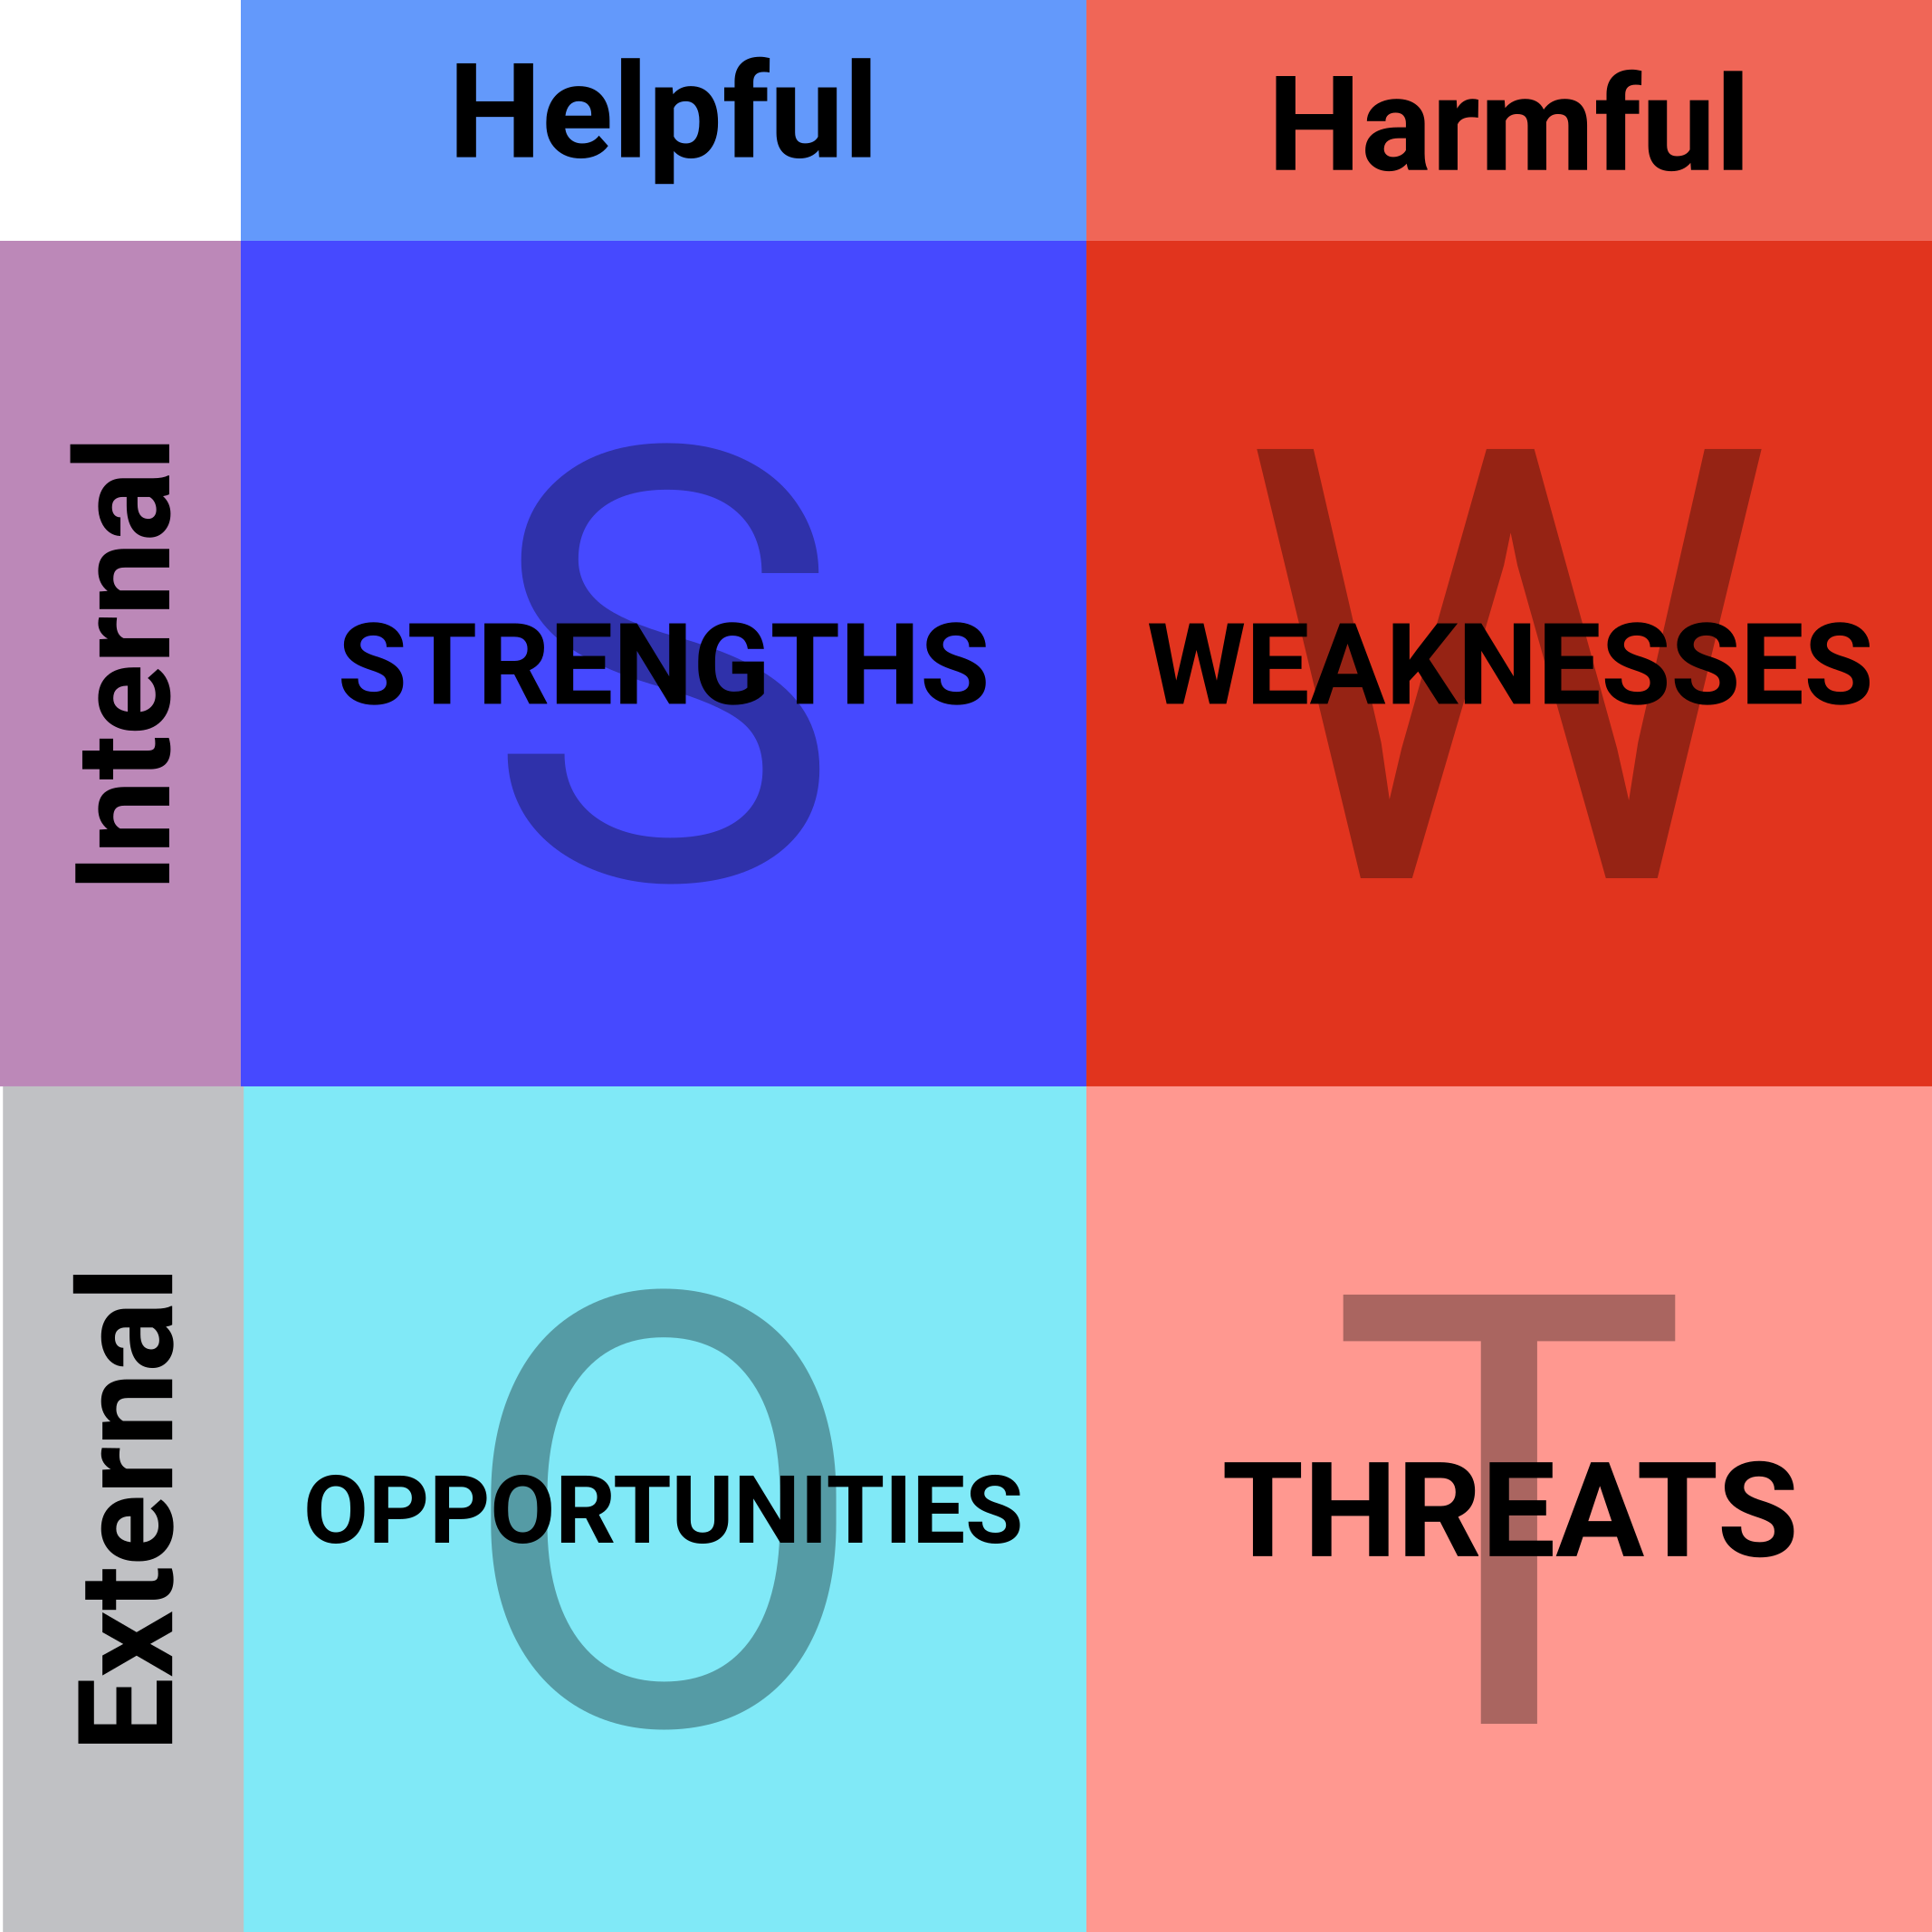 Helpful
Harmful
Internal
S
STRENGTHS
W
WEAKNESSES
External
O
OPPORTUNITIES
T
THREATS